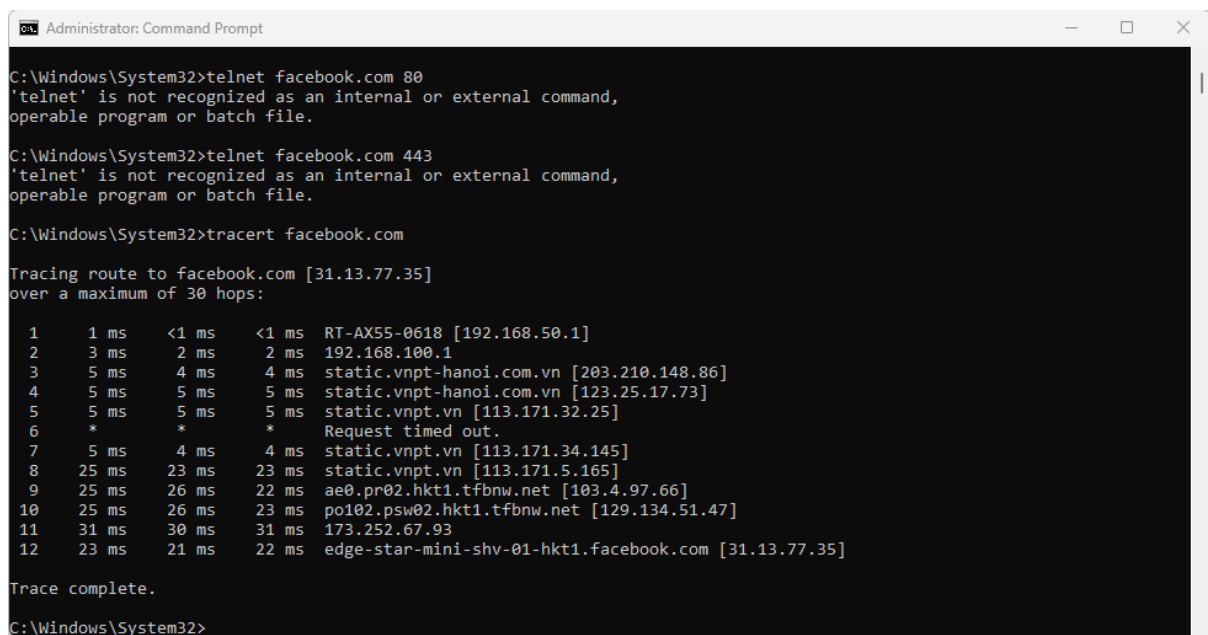 Administrator: Command Prompt
C:\Windows\System32>telnet facebook.com 80
'telnet' is not recognized as an internal or external command,
operable program or batch file.
C:\Windows\System32>telnet facebook.com 443
'telnet' is not recognized as an internal or external command,
operable program or batch file.
C:\Windows\System32>tracert facebook.com
Tracing route to facebook.com [31.13.77.35]
over a maximum of 30 hops:
1 1 ms <1 ms <1 ms RT-AX55-0618 [192.168.50.1]
2 3 ms 2 ms 2 ms 192.168.100.1
3 5 ms 4 ms 4 ms static.vnpt-hanoi.com.vn [203.210.148.86]
4 5 ms 5 ms 5 ms static.vnpt-hanoi.com.vn [123.25.17.73]
5 5 ms 5 ms 5 ms static.vnpt.vn [113.171.32.25]
6 * * * Request timed out.
7 5 ms 4 ms 4 ms static.vnpt.vn [113.171.34.145]
8 25 ms 23 ms 23 ms static.vnpt.vn [113.171.5.165]
9 25 ms 26 ms 22 ms ae0.pr02.hkt1.tfbnw.net [103.4.97.66]
10 25 ms 26 ms 23 ms po102.psw02.hkt1.tfbnw.net [129.134.51.47]
11 31 ms 30 ms 31 ms 173.252.67.93
12 23 ms 21 ms 22 ms edge-star-mini-shv-01-hkt1.facebook.com [31.13.77.35]
Trace complete.
C:\Windows\System32>